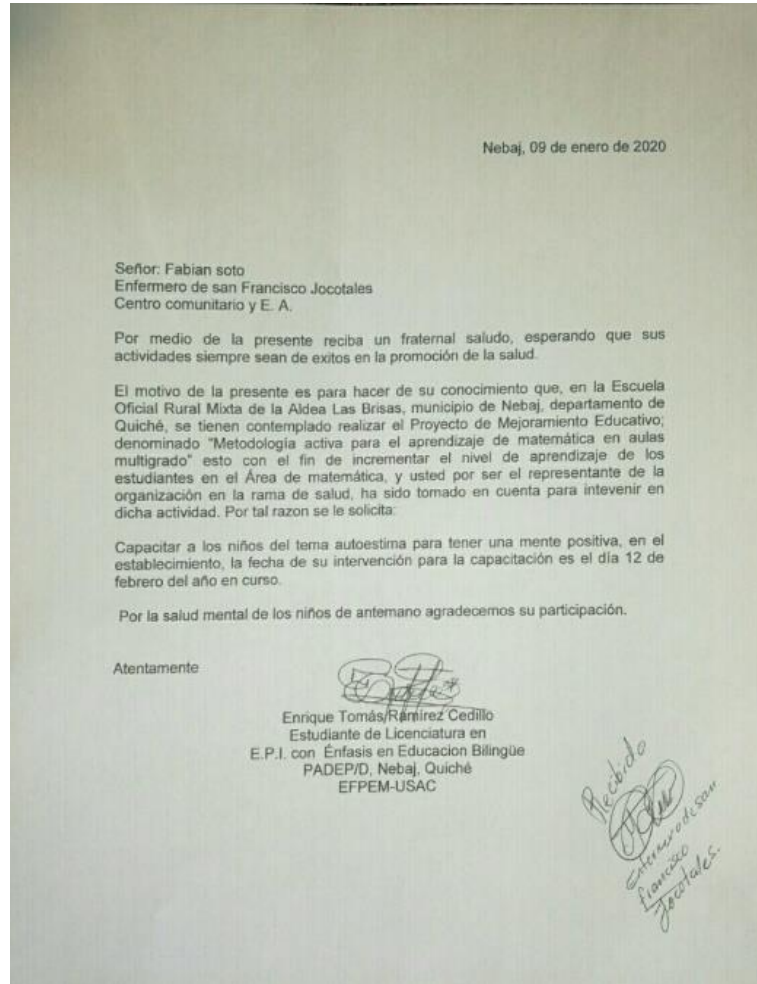 Nebaj, 09 de enero de 2020
Señor: Fabian soto
Enfermero de san Francisco Jocotales
Centro comunitario y E. A.
Por medio de la presente reciba un fraternal saludo, esperando que sus
actividades siempre sean de exitos en la promoción de la salud.
El motivo de la presente es para hacer de su conocimiento que, en la Escuela
Oficial Rural Mixta de la Aldea Las Brisas, municipio de Nebaj, departamento de
Quiché, se tienen contemplado realizar el Proyecto de Mejoramiento Educativo;
denominado "Metodología activa para el aprendizaje de matemática en aulas
multigrado" esto con el fin de incrementar el nivel de aprendizaje de los
estudiantes en el Área de matemática, y usted por ser el representante de la
organización en la rama de salud, ha sido tomado en cuenta para intevenir en
dicha actividad. Por tal razon se le solicita:
Capacitar a los niños del tema autoestima para tener una mente positiva, en el
establecimiento, la fecha de su intervención para la capacitación es el día 12 de
febrero del año en curso.
Por la salud mental de los niños de antemano agradecemos su participación.
Atentamente
Enrique Tomás Ramírez Cedillo
Estudiante de Licenciatura en
E.P.I. con Énfasis en Educacion Bilingüe
PADEP/D, Nebaj, Quiché
EFPEM-USAC
Recibido
Enfermero de san
francisco
Jocotales.